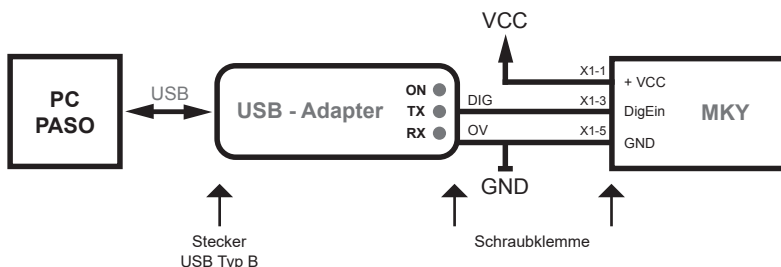 VCC
PC
PASO
USB
USB - Adapter
ON
TX
RX
DIG
OV
X1-1
X1-3
X1-5
+ VCC
DigEin
GND
MKY
GND
Stecker
USB Typ B
Schraubklemme